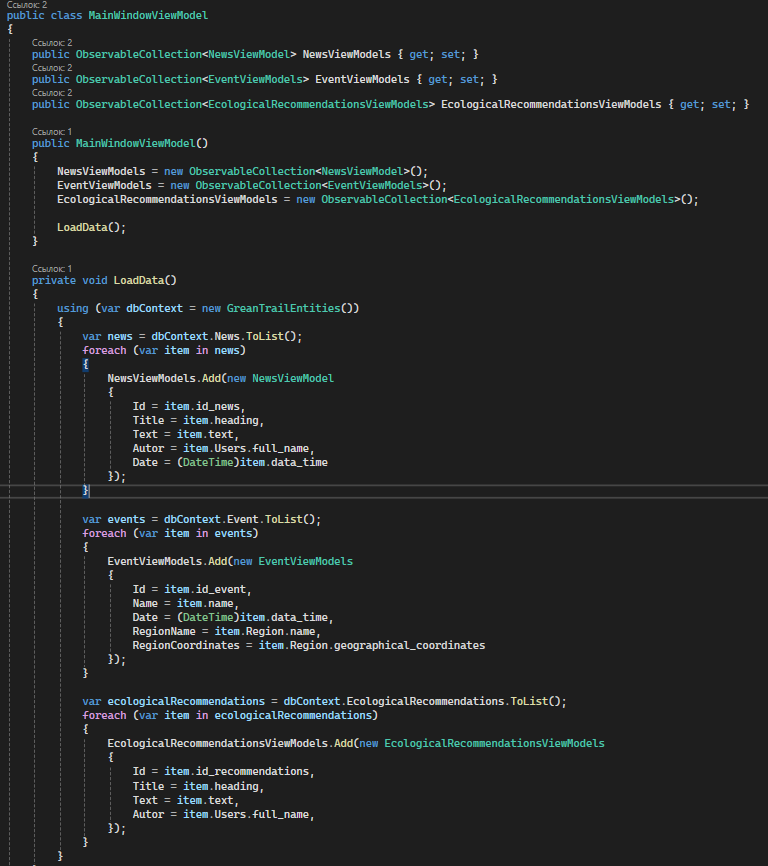 Ссылок: 2
public class MainWindowViewModel
{
Ссылок: 2
public ObservableCollection<NewsViewModel> NewsViewModels { get; set; }
Ссылок: 2
public ObservableCollection<EventViewModels> EventViewModels { get; set; }
Ссылок: 2
public ObservableCollection<EcologicalRecommendationsViewModels> EcologicalRecommendationsViewModels { get; set; }
Ссылок: 1
public MainWindowViewModel()
{
NewsViewModels = new ObservableCollection<NewsViewModel>();
EventViewModels = new ObservableCollection<EventViewModels>();
EcologicalRecommendationsViewModels = new ObservableCollection<EcologicalRecommendationsViewModels>();
LoadData();
}
Ссылок: 1
private void LoadData()
{
using (var dbContext = new GreanTrailEntities())
{
var news = dbContext.News.ToList();
foreach (var item in news)
{
NewsViewModels.Add(new NewsViewModel
{
Id = item.id_news,
Title = item.heading,
Text = item.text,
Autor = item.Users.full_name,
Date = (DateTime)item.data_time
});
}
var events = dbContext.Event.ToList();
foreach (var item in events)
{
EventViewModels.Add(new EventViewModels
{
Id = item.id_event,
Name = item.name,
Date = (DateTime)item.data_time,
RegionName = item.Region.name,
RegionCoordinates = item.Region.geographical_coordinates
});
}
var ecologicalRecommendations = dbContext.EcologicalRecommendations.ToList();
foreach (var item in ecologicalRecommendations)
{
EcologicalRecommendationsViewModels.Add(new EcologicalRecommendationsViewModels
{
Id = item.id_recommendations,
Title = item.heading,
Text = item.text,
Autor = item.Users.full_name,
});
}
}